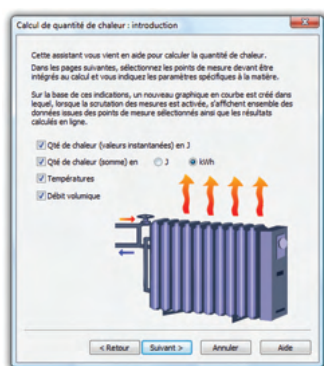 Calcul de quantité de chaleur : introduction
Cette assistant vous vient en aide pour calculer la quantité de chaleur.
Dans les pages suivantes, sélectionnez les points de mesure devant être
intégrés au calcul et vous indiquez les paramètres spécifiques à la matière.
Sur la base de ces indications, un nouveau graphique en courbe est créé dans
lequel, lorsque la scrutation des mesures est activée, s'affichent ensemble des
données issues des points de mesure sélectionnés ainsi que les résultats
calculés en ligne.
Qté de chaleur (valeurs instantanées) en J
Qté de chaleur (somme) en J kWh
Températures
Débit volumique
< Retour Suivant > Annuler Aide